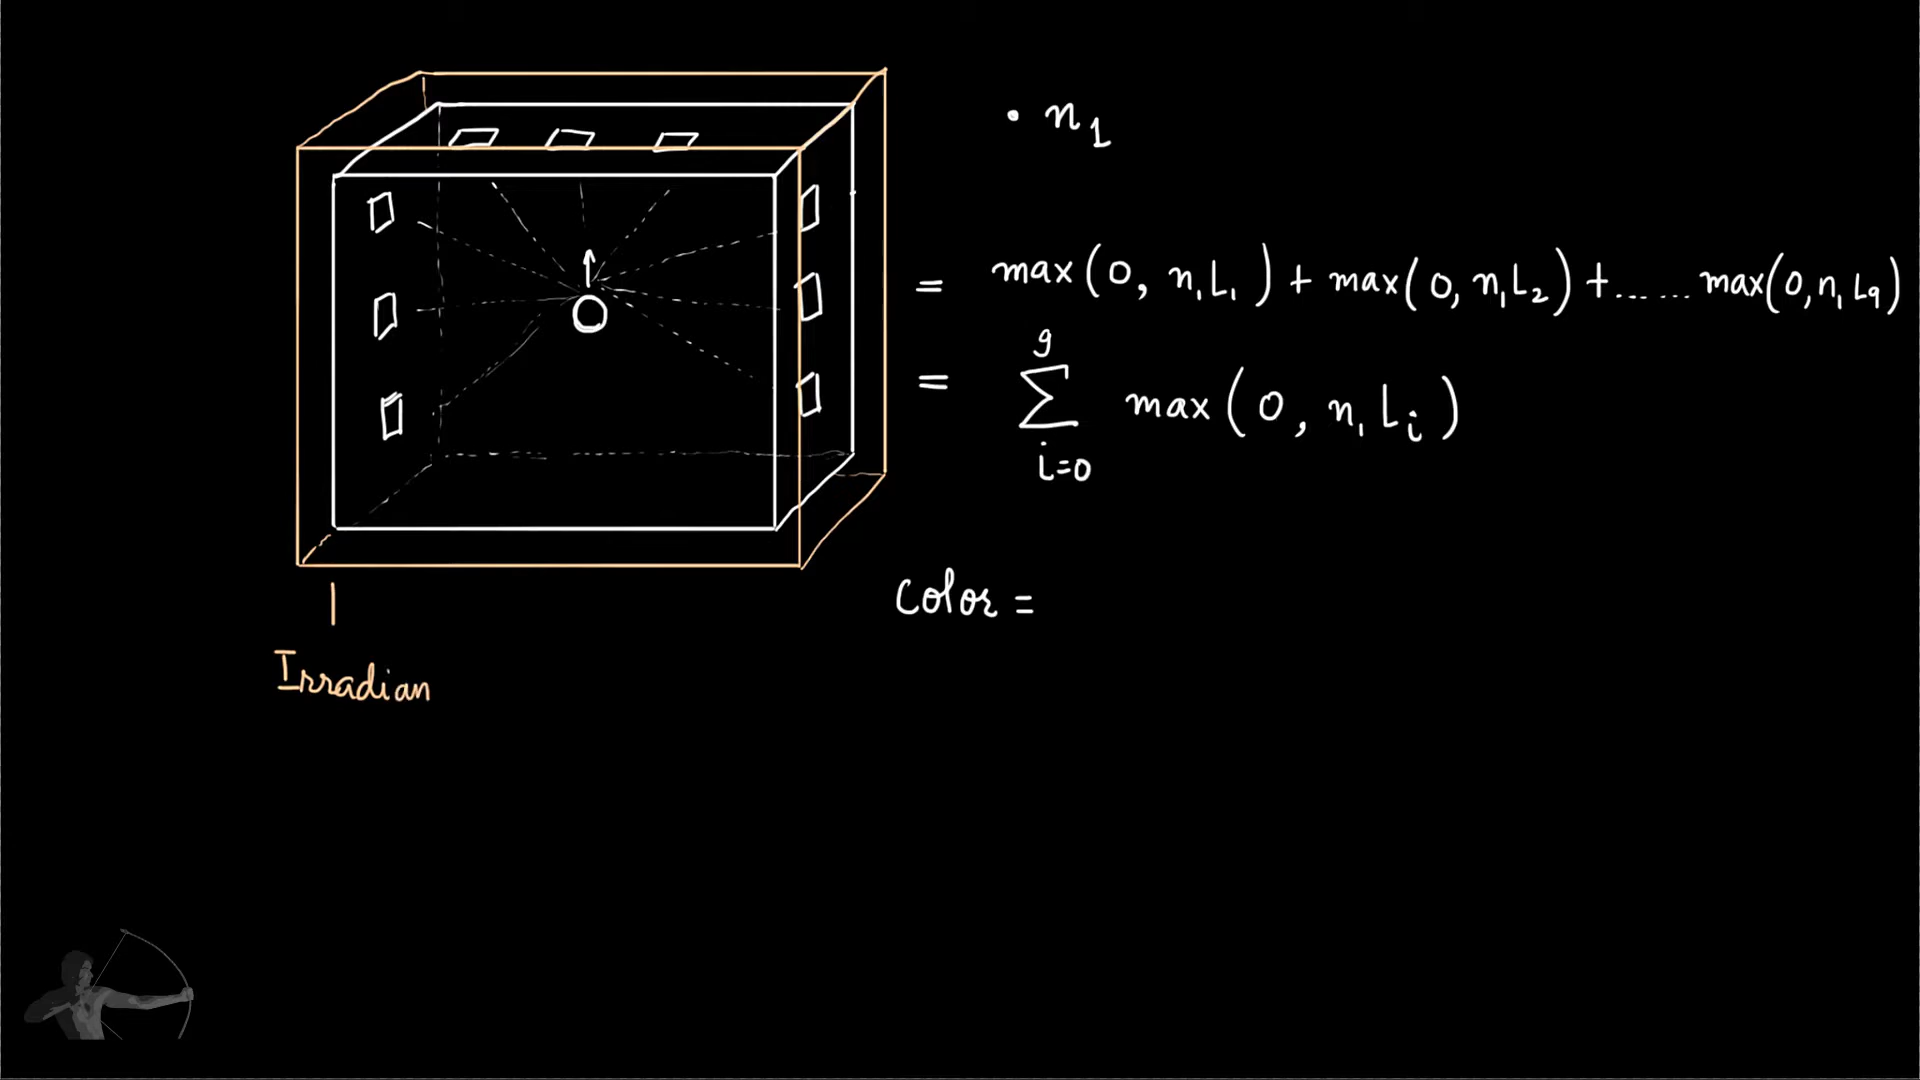 • n₁
= max(0, n₁L₁) + max(0, n₁L₂) +...... max(0, n₁L9)
9
= ∑ max(0, n₁Li)
i=0
Color =
Irradian